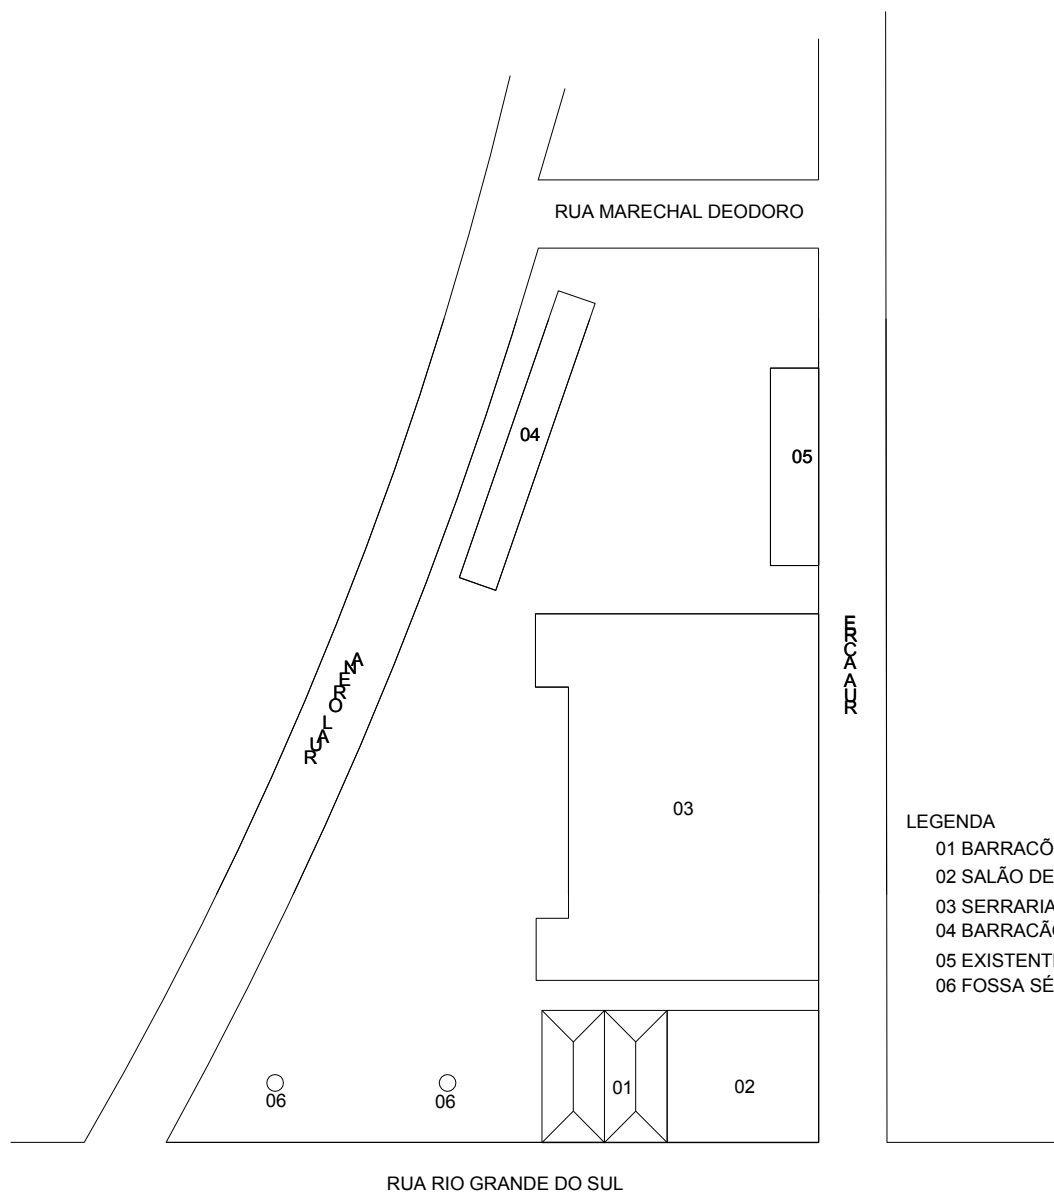 RUA MARECHAL DEODORO
04
05
RUA ACRE
RUA LORENA
03
LEGENDA
01 BARRACÕ
02 SALÃO DE
03 SERRARIA
04 BARRACÃO
05 EXISTENT
06 FOSSA SÉ
01
02
06
06
RUA RIO GRANDE DO SUL